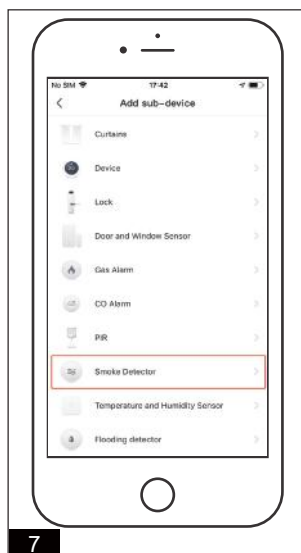 No SIM 17:42
Add sub-device
Curtains
Device
Lock
Door and Window Sensor
Gas Alarm
CO Alarm
PIR
Smoke Detector
Temperature and Humidity Sensor
Flooding detector
7